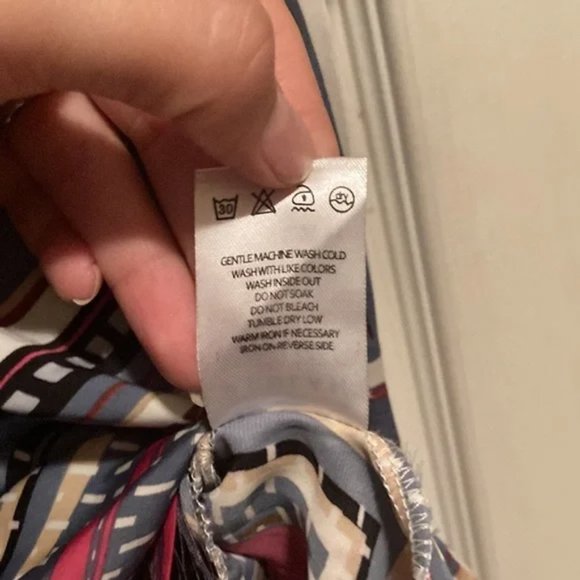 30 dry
GENTLE MACHINE WASH COLD
WASH WITH LIKE COLORS
WASH INSIDE OUT
DO NOT SOAK
DO NOT BLEACH
TUMBLE DRY LOW
WARM IRON IF NECESSARY
IRON ON REVERSE SIDE